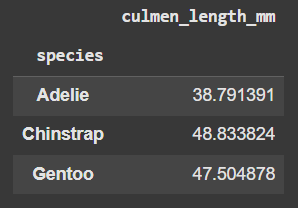 culmen_length_mm
species
Adelie 38.791391
Chinstrap 48.833824
Gentoo 47.504878